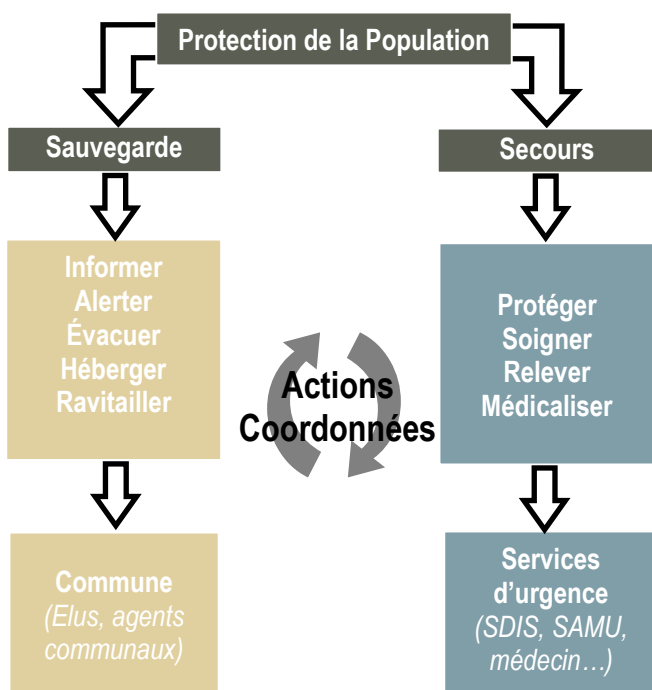 Protection de la Population
Sauvegarde
Secours
Informer
Alerter
Évacuer
Héberger
Ravitailler
Protéger
Soigner
Relever
Médicaliser
Actions
Coordonnées
Commune
(Elus, agents
communaux)
Services
d’urgence
(SDIS, SAMU,
médecin…)